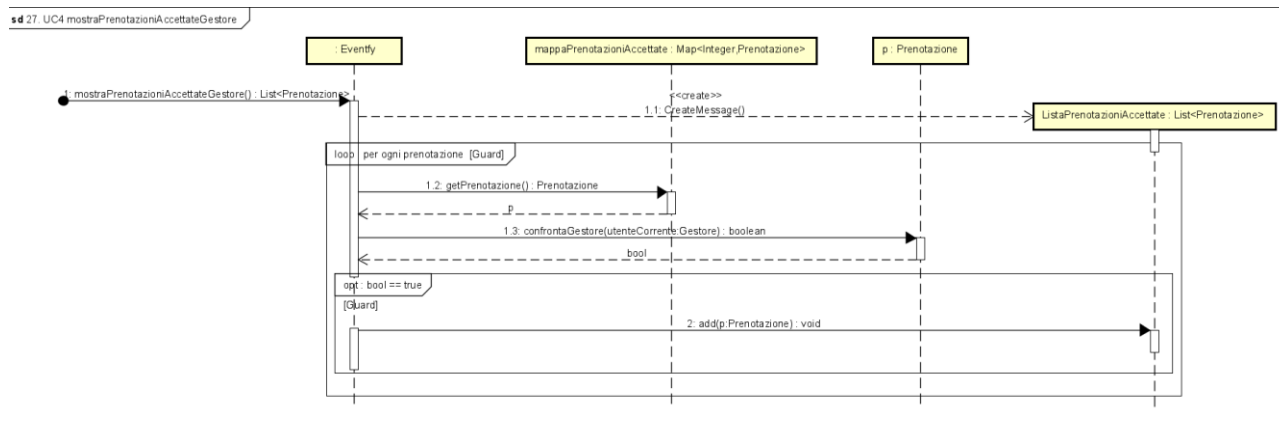 sd 27. UC4 mostraPrenotazioniAccettateGestore
: Eventfy
mappaPrenotazioniAccettate : Map<Integer,Prenotazione>
p : Prenotazione
1: mostraPrenotazioniAccettateGestore() : List<Prenotazione>
<<create>>
1.1: CreateMessage()
ListaPrenotazioniAccettate : List<Prenotazione>
loop per ogni prenotazione [Guard]
1.2: getPrenotazione() : Prenotazione
p
1.3: confrontaGestore(utenteCorrente:Gestore) : boolean
bool
opt : bool == true
[Guard]
2: add(p:Prenotazione) : void